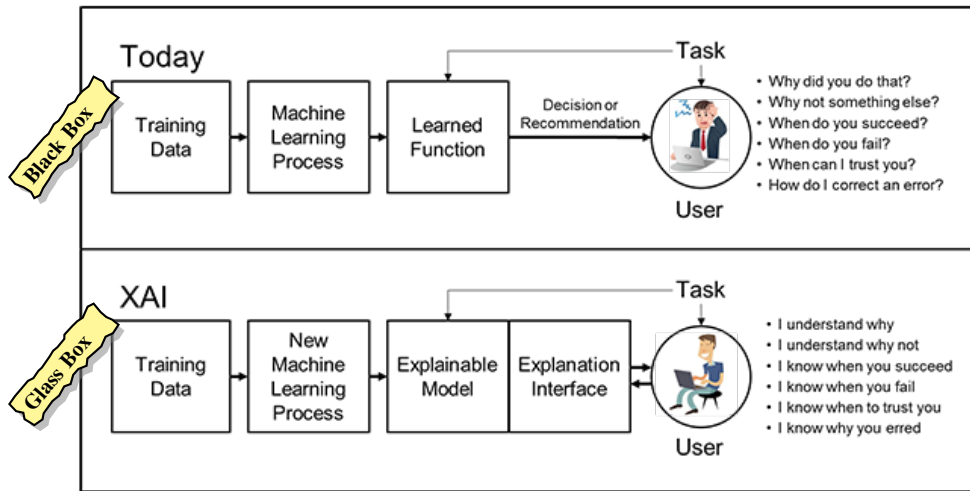 Today
Black Box
Task
Training
Data
Machine
Learning
Process
Learned
Function
Decision or
Recommendation
User
• Why did you do that?
• Why not something else?
• When do you succeed?
• When do you fail?
• When can I trust you?
• How do I correct an error?
XAI
Glass Box
Task
Training
Data
New
Machine
Learning
Process
Explainable
Model
Explanation
Interface
User
• I understand why
• I understand why not
• I know when you succeed
• I know when you fail
• I know when to trust you
• I know why you erred